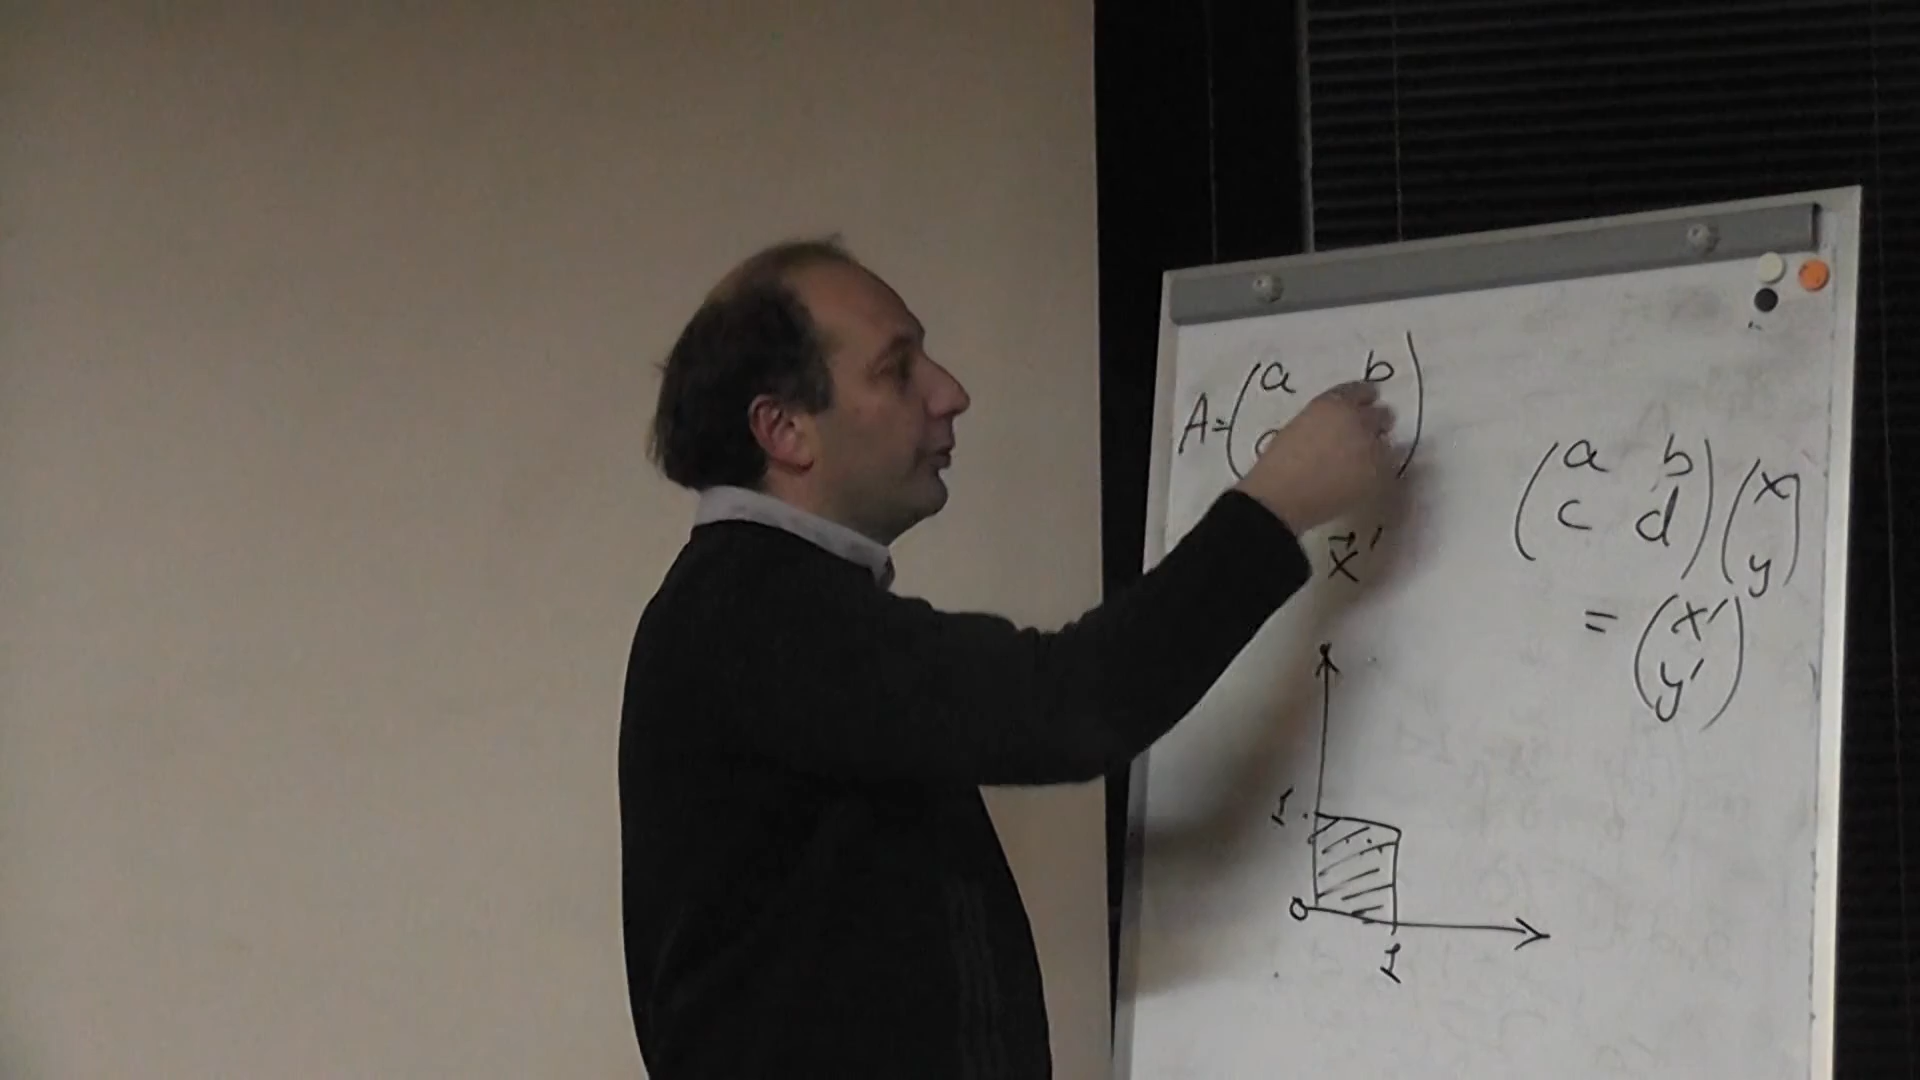 A = ( a b
x⃗'
( a b ) ( x
c d ) y )
= ( x'
y' )
1
0
1